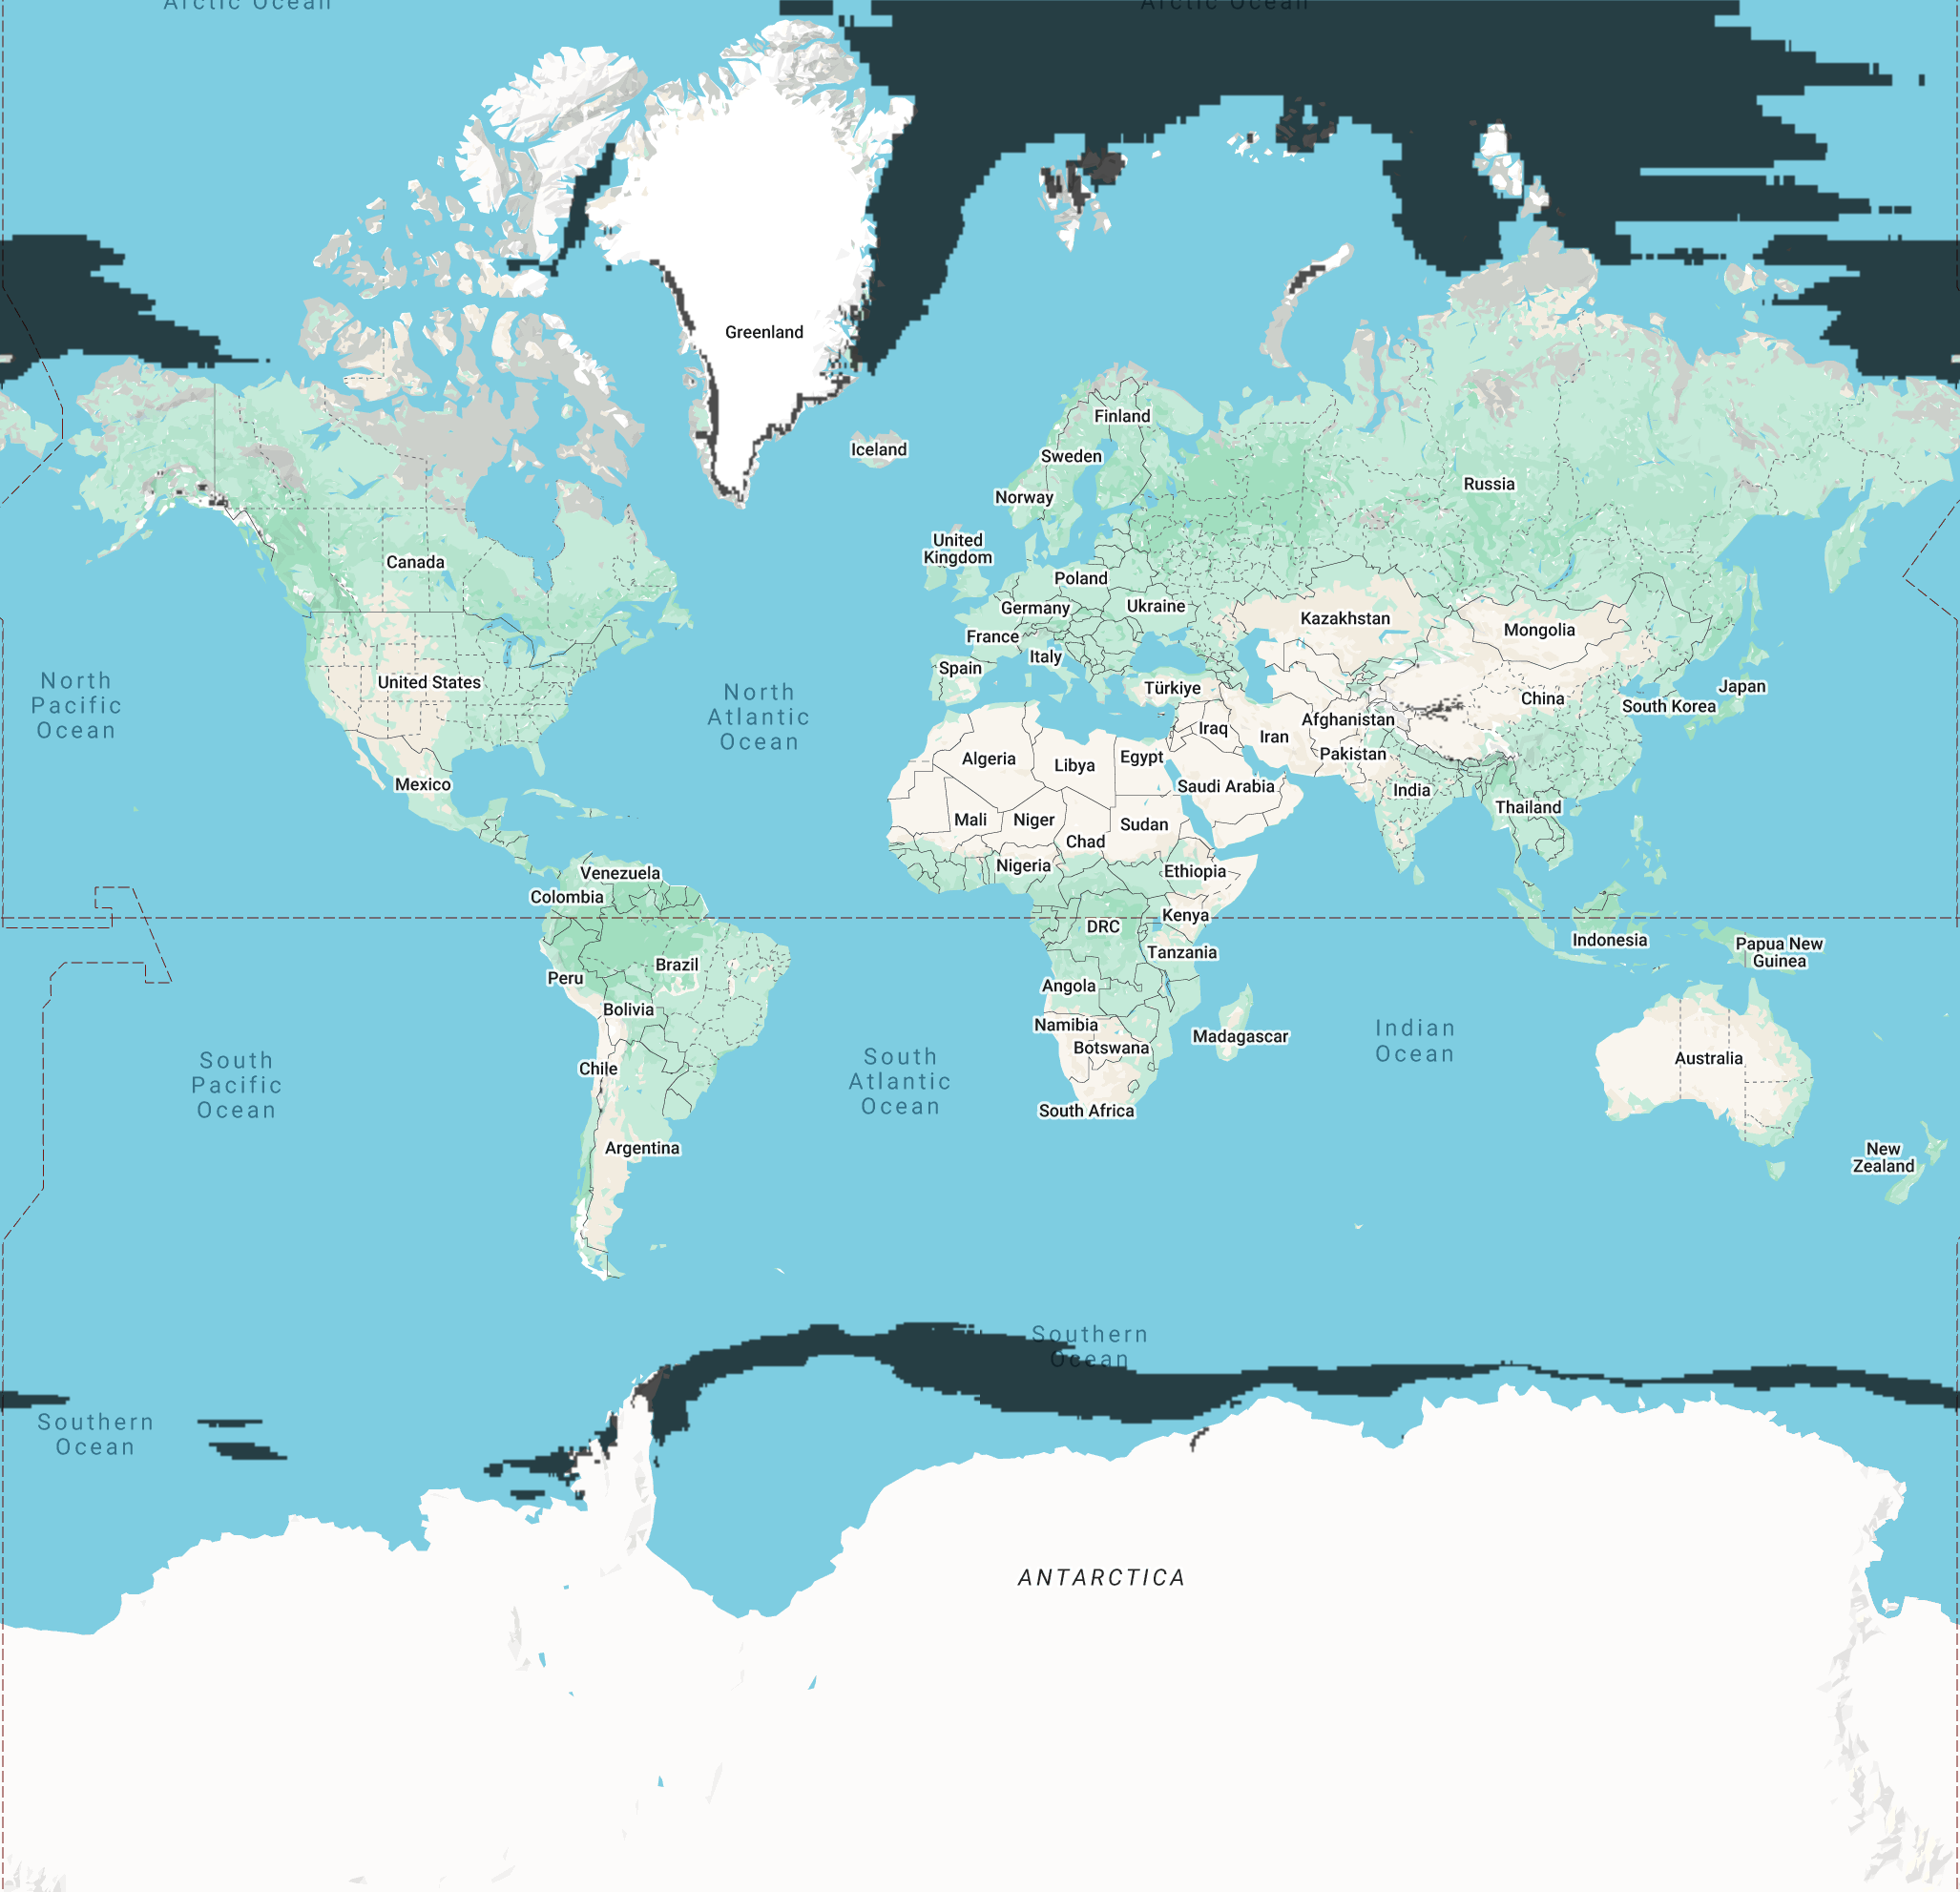 Arctic Ocean
Arctic Ocean
Greenland
Finland
Iceland
Sweden
Russia
Norway
United
Kingdom
Canada
Poland
Germany
Ukraine
Kazakhstan
Mongolia
France
Italy
Spain
United States
Türkiye
China
Japan
South Korea
North
Pacific
Ocean
North
Atlantic
Ocean
Iraq
Iran
Afghanistan
Pakistan
Algeria
Libya
Egypt
Mexico
Saudi Arabia
India
Thailand
Mali
Niger
Sudan
Chad
Nigeria
Ethiopia
Venezuela
Colombia
DRC
Kenya
Indonesia
Papua New
Guinea
Tanzania
Brazil
Peru
Angola
Bolivia
Namibia
Botswana
Madagascar
Indian
Ocean
Australia
South
Pacific
Ocean
Chile
South
Atlantic
Ocean
South Africa
Argentina
New
Zealand
Southern
Ocean
Southern
Ocean
ANTARCTICA